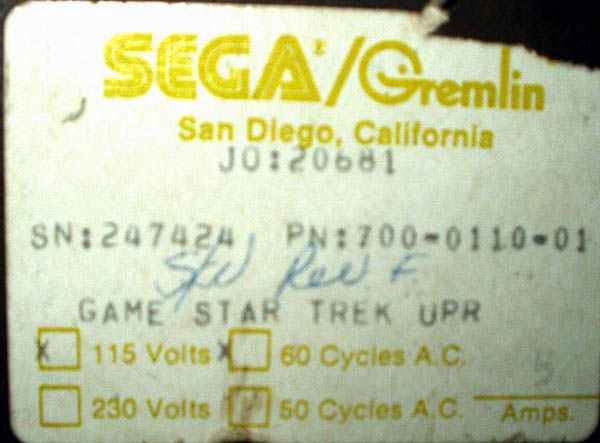 SEGA/Gremlin
San Diego, California
JO:20681
SN:247424 PN:700-0110-01
Rev F
GAME STAR TREK UPR
X 115 Volts X 60 Cycles A.C.
230 Volts 50 Cycles A.C. 5 Amps.